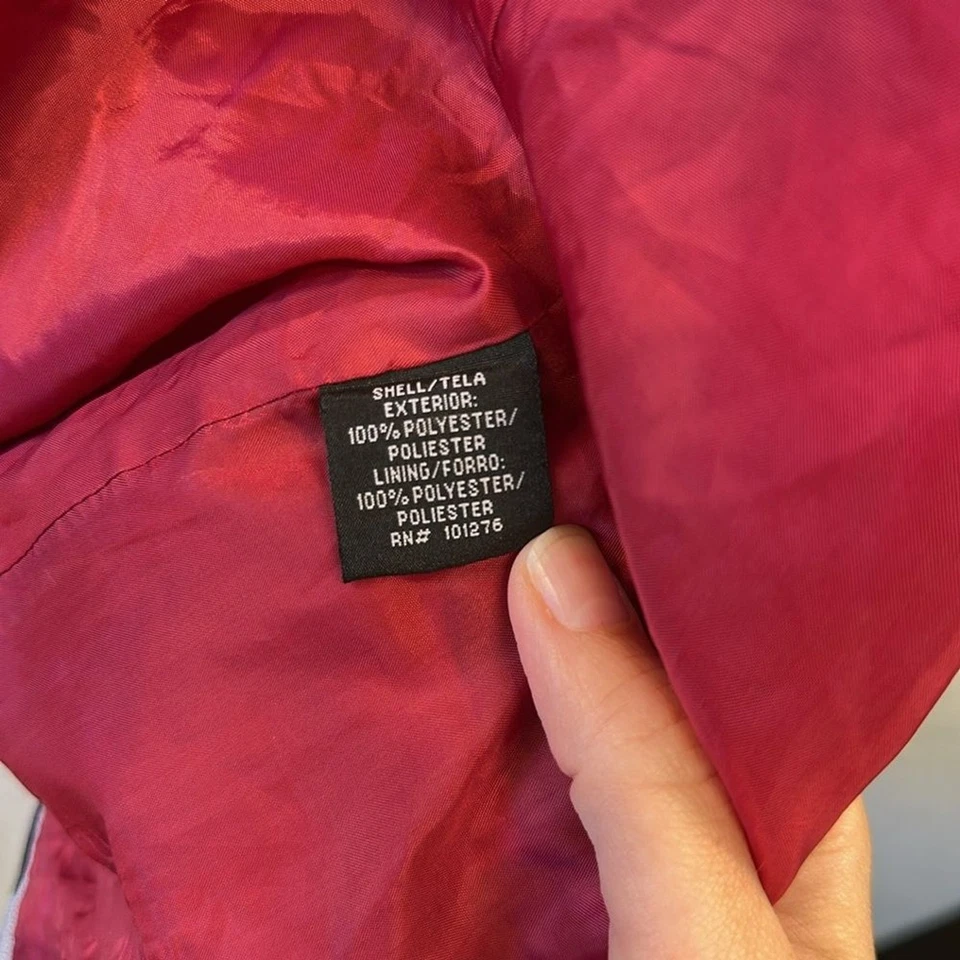 SHELL/TELA
EXTERIOR:
100% POLYESTER/
POLIESTER
LINING/FORRO:
100% POLYESTER/
POLIESTER
RN# 101276